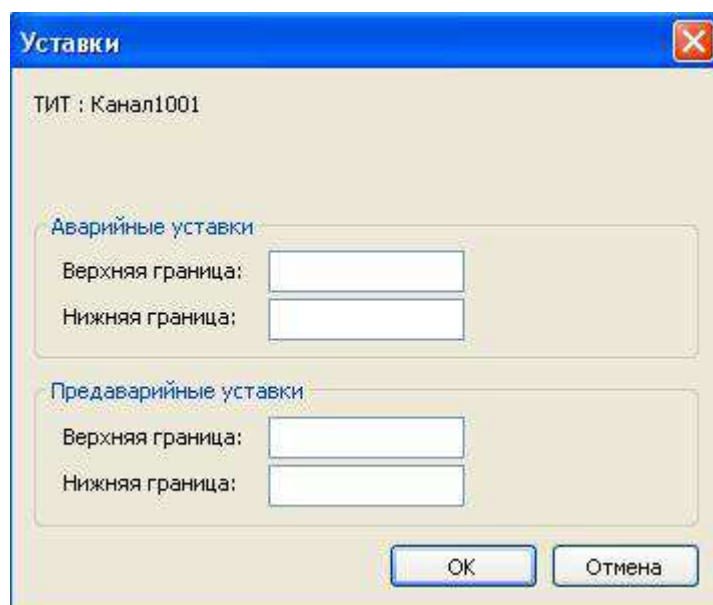 Уставки
ТИТ : Канал1001
Аварийные уставки
Верхняя граница:
Нижняя граница:
Предаварийные уставки
Верхняя граница:
Нижняя граница:
OK Отмена